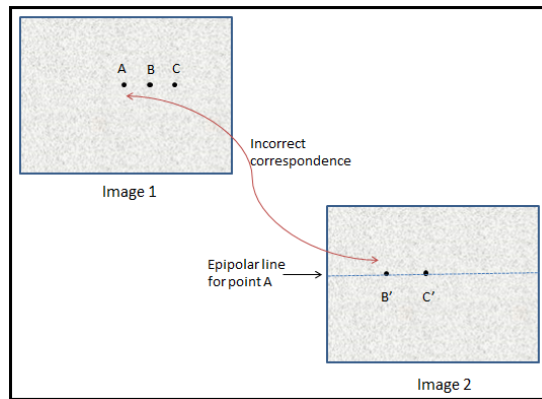 A B C
Incorrect
correspondence
Image 1
Epipolar line
for point A
B’ C’
Image 2